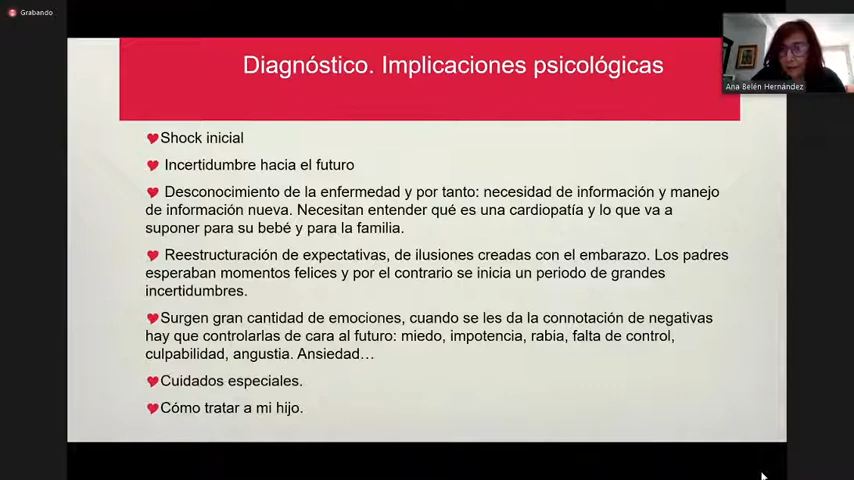 Grabando
Diagnóstico. Implicaciones psicológicas
Ana Belén Hernández
Shock inicial
Incertidumbre hacia el futuro
Desconocimiento de la enfermedad y por tanto: necesidad de información y manejo
de información nueva. Necesitan entender qué es una cardiopatía y lo que va a
suponer para su bebé y para la familia.
Reestructuración de expectativas, de ilusiones creadas con el embarazo. Los padres
esperaban momentos felices y por el contrario se inicia un periodo de grandes
incertidumbres.
Surgen gran cantidad de emociones, cuando se les da la connotación de negativas
hay que controlarlas de cara al futuro: miedo, impotencia, rabia, falta de control,
culpabilidad, angustia. Ansiedad…
Cuidados especiales.
Cómo tratar a mi hijo.